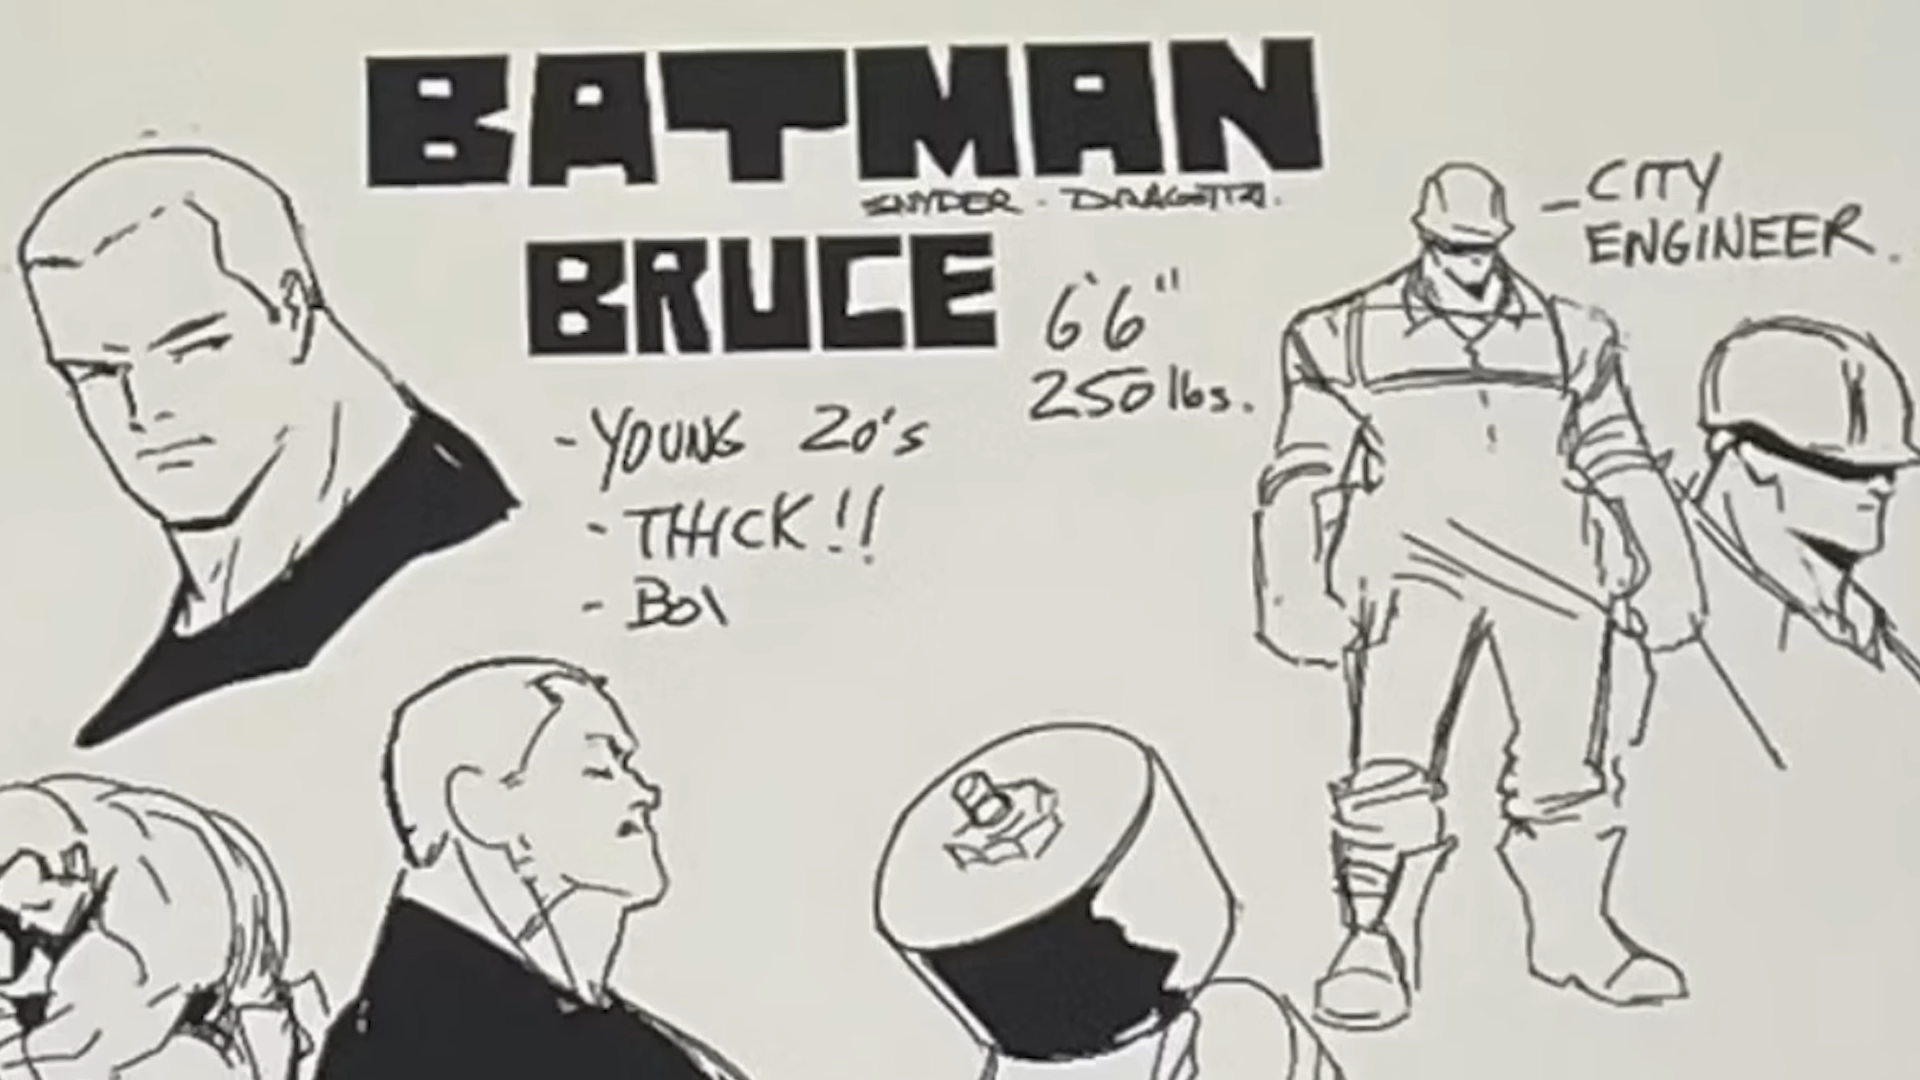 BATMAN
SNYDER - DRAGOTTA.
BRUCE
6'6"
250 lbs.
- YOUNG 20's
- THICK!!
- BOI
- CITY
ENGINEER.